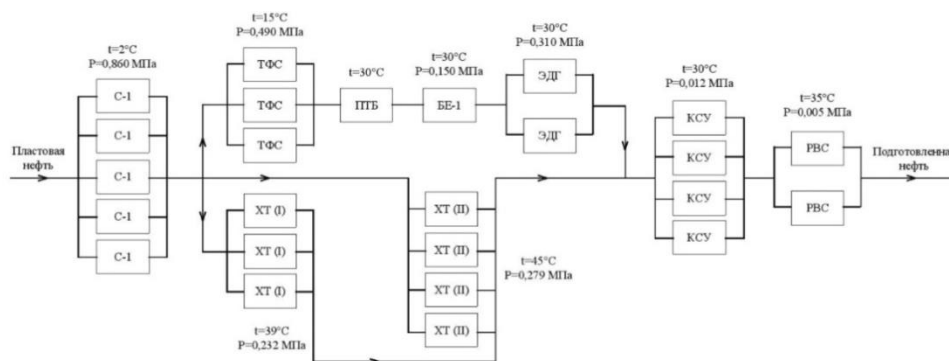 t=2°C
P=0,860 МПа
С-1
С-1
С-1
С-1
С-1
Пластовая
нефть
t=15°C
P=0,490 МПа
ТФС
ТФС
ТФС
t=30°C
ПТБ
t=30°C
P=0,150 МПа
БЕ-1
t=30°C
P=0,310 МПа
ЭДГ
ЭДГ
ХТ (I)
ХТ (I)
ХТ (I)
t=39°C
P=0,232 МПа
ХТ (II)
ХТ (II)
ХТ (II)
ХТ (II)
t=45°C
P=0,279 МПа
t=30°C
P=0,012 МПа
КСУ
КСУ
КСУ
КСУ
t=35°C
P=0,005 МПа
РВС
РВС
Подготовленна
нефть